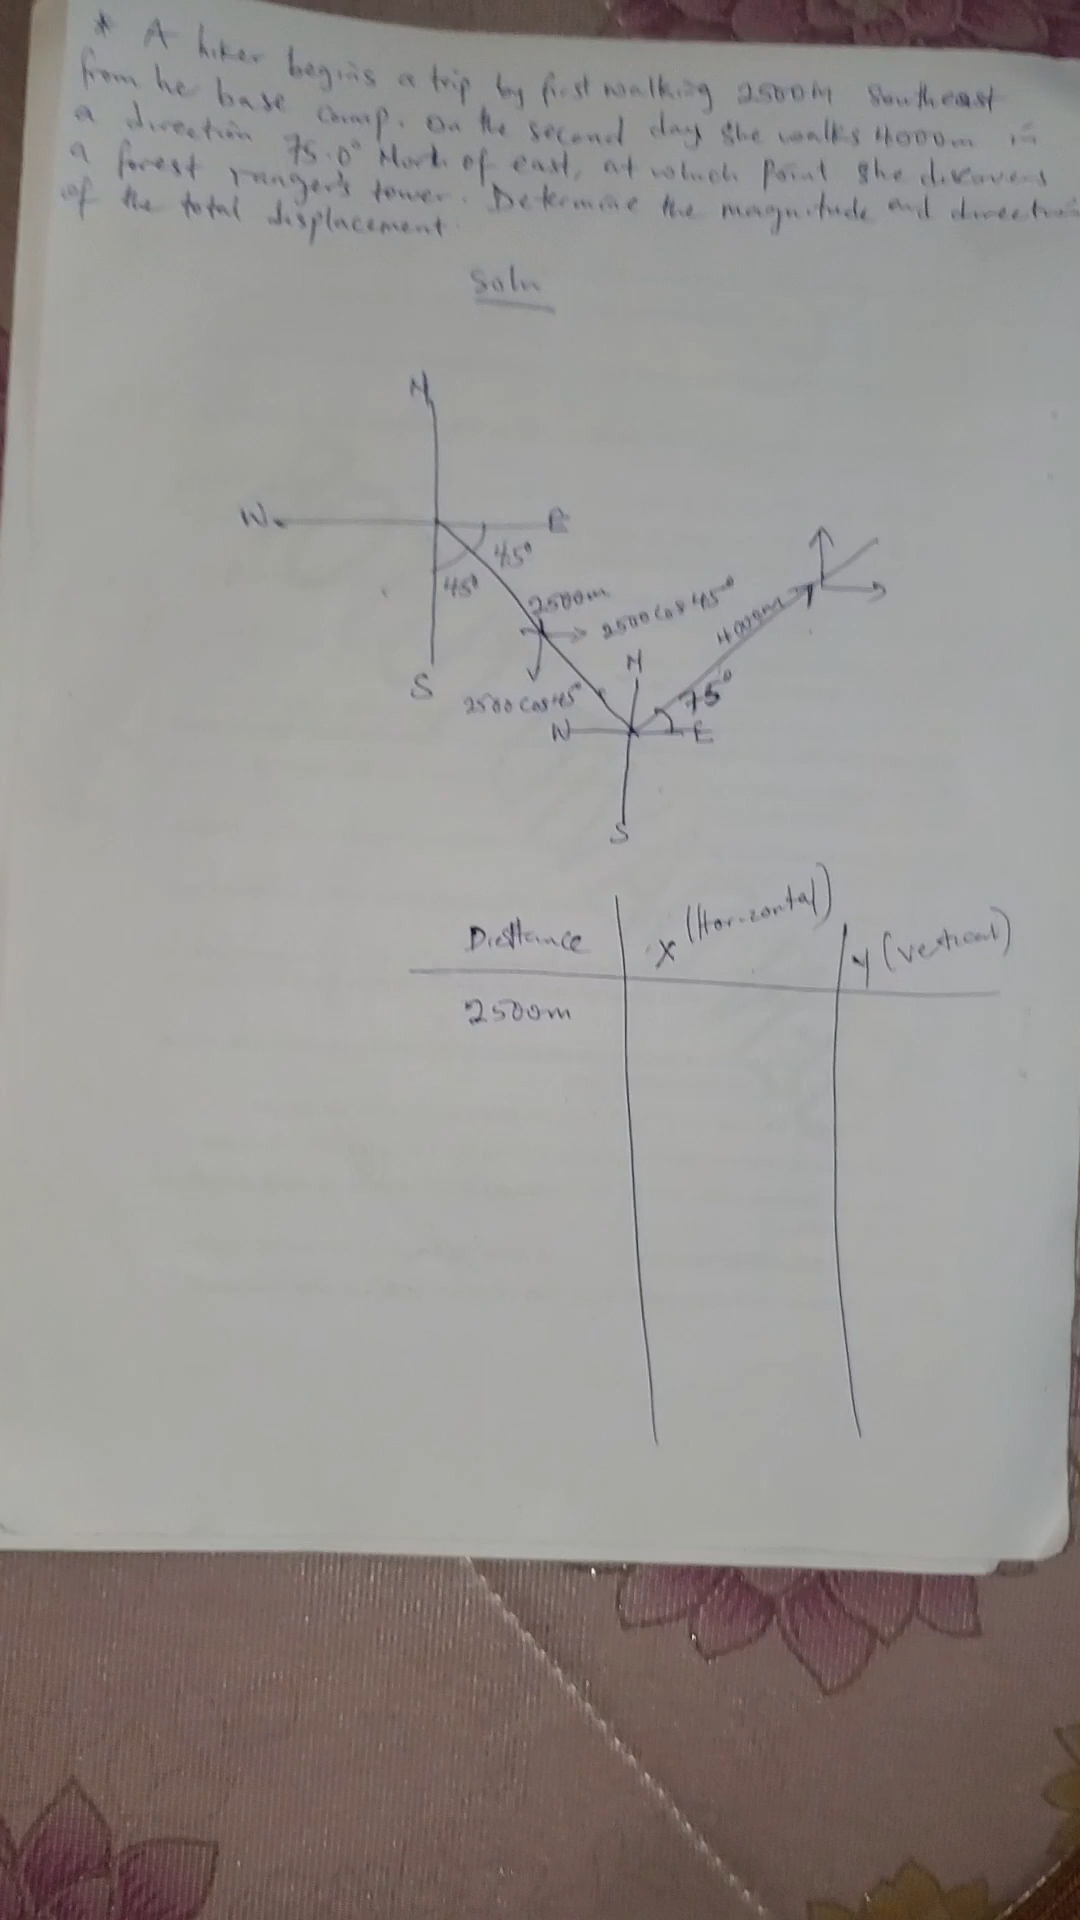 * A hiker begins a trip by first walking 2500m Southeast
from he base camp. On the second day She walks 4000m in
a direction 75.0° North of east, at which point She discovers
a forest ranger's tower. Determine the magnitude and direction
of the total displacement.
Soln
N
W
E
45°
45°
2500m
2500 cos 45°
S
2500 cos 45°
4000m
N
75°
W
E
S
Disttance
X (Horizontal)
y (vertical)
2500m